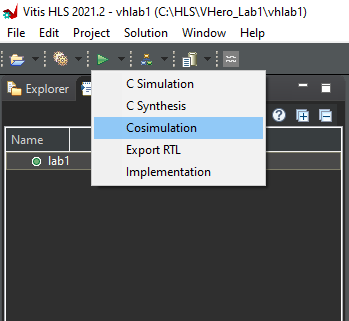 Vitis HLS 2021.2 - vhlab1 (C:\HLS\VHero_Lab1\vhlab1)
File Edit Project Solution Window Help
Explorer
C Simulation
C Synthesis
Cosimulation
Export RTL
Implementation
Name
lab1